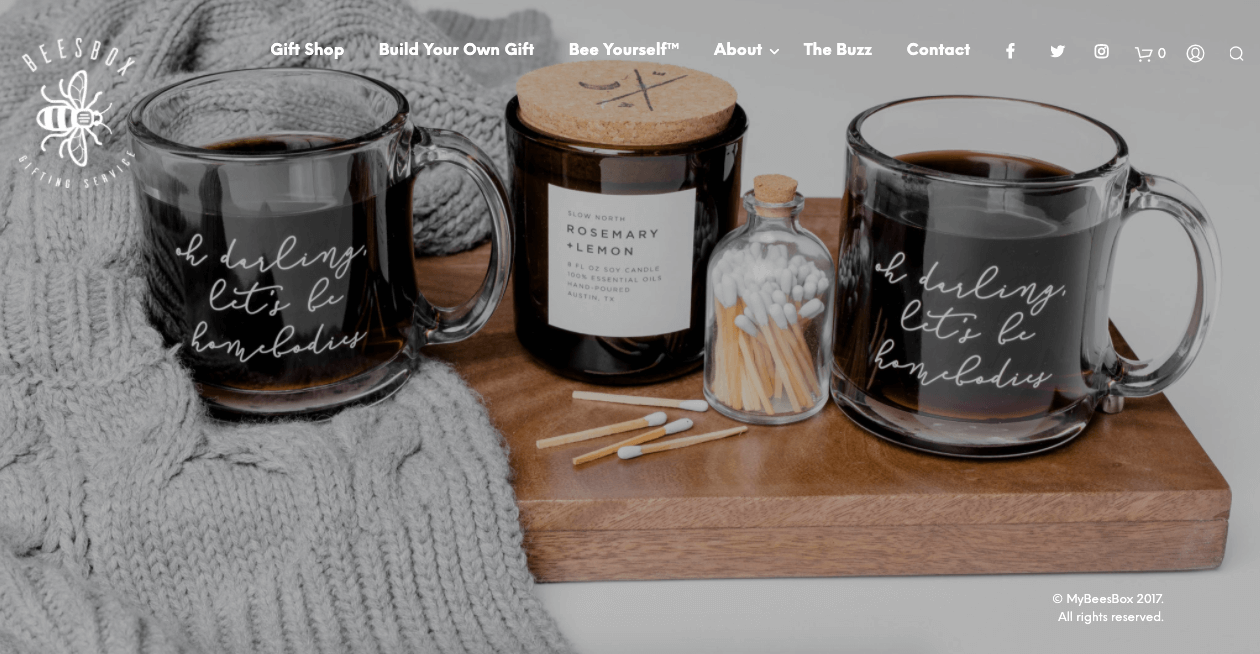 BEESBOX
GIFTING SERVICE
Gift Shop
Build Your Own Gift
Bee Yourself™
About
The Buzz
Contact
0
oh darling,
let's be
homebodies
SLOW NORTH
ROSEMARY
+LEMON
8 FL OZ SOY CANDLE
100% ESSENTIAL OILS
HAND-POURED
AUSTIN, TX
oh darling,
let's be
homebodies
© MyBeesBox 2017.
All rights reserved.